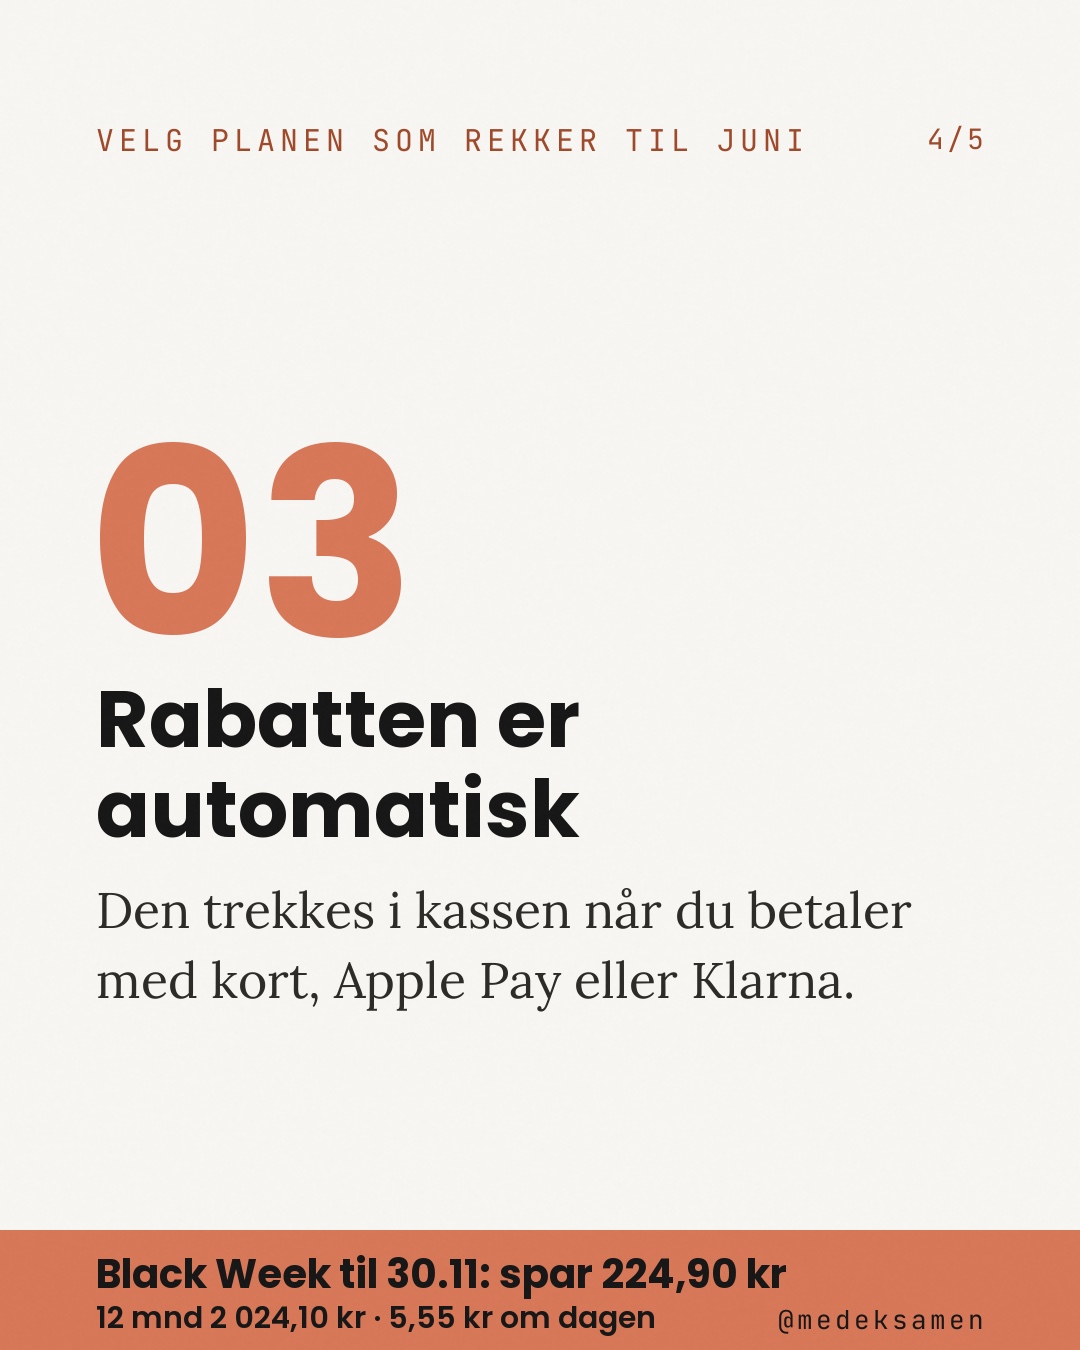 VELG PLANEN SOM REKKER TIL JUNI 4/5
03
Rabatten er
automatisk
Den trekkes i kassen når du betaler
med kort, Apple Pay eller Klarna.
Black Week til 30.11: spar 224,90 kr
12 mnd 2 024,10 kr · 5,55 kr om dagen @medeksamen